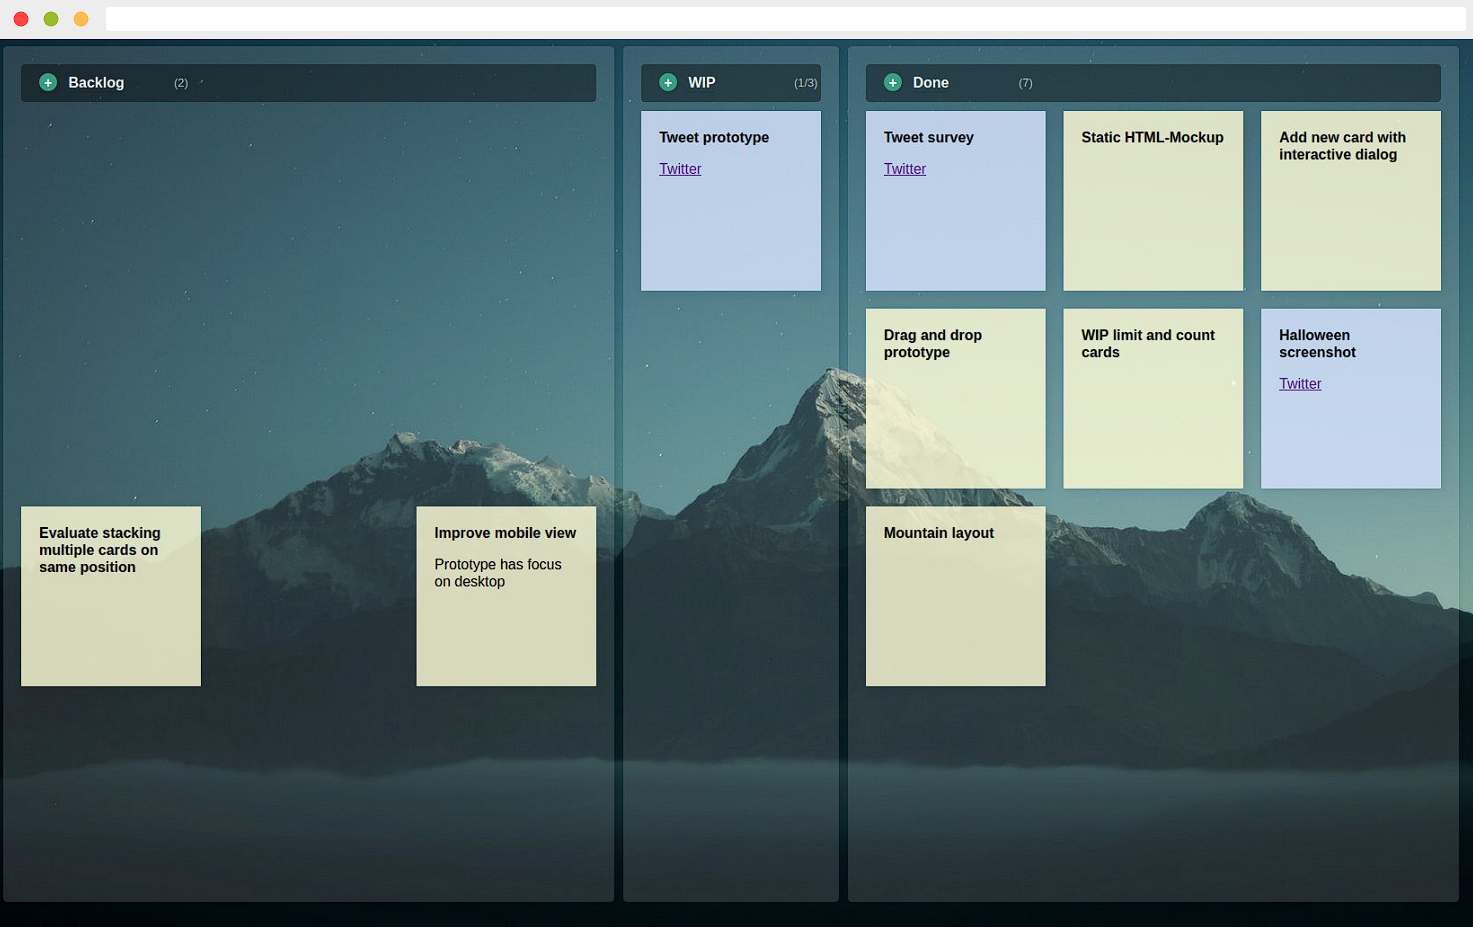 Backlog (2)
WIP (1/3)
Done (7)
Tweet prototype
Twitter
Tweet survey
Twitter
Static HTML-Mockup
Add new card with
interactive dialog
Drag and drop
prototype
WIP limit and count
cards
Halloween
screenshot
Twitter
Evaluate stacking
multiple cards on
same position
Improve mobile view
Prototype has focus
on desktop
Mountain layout